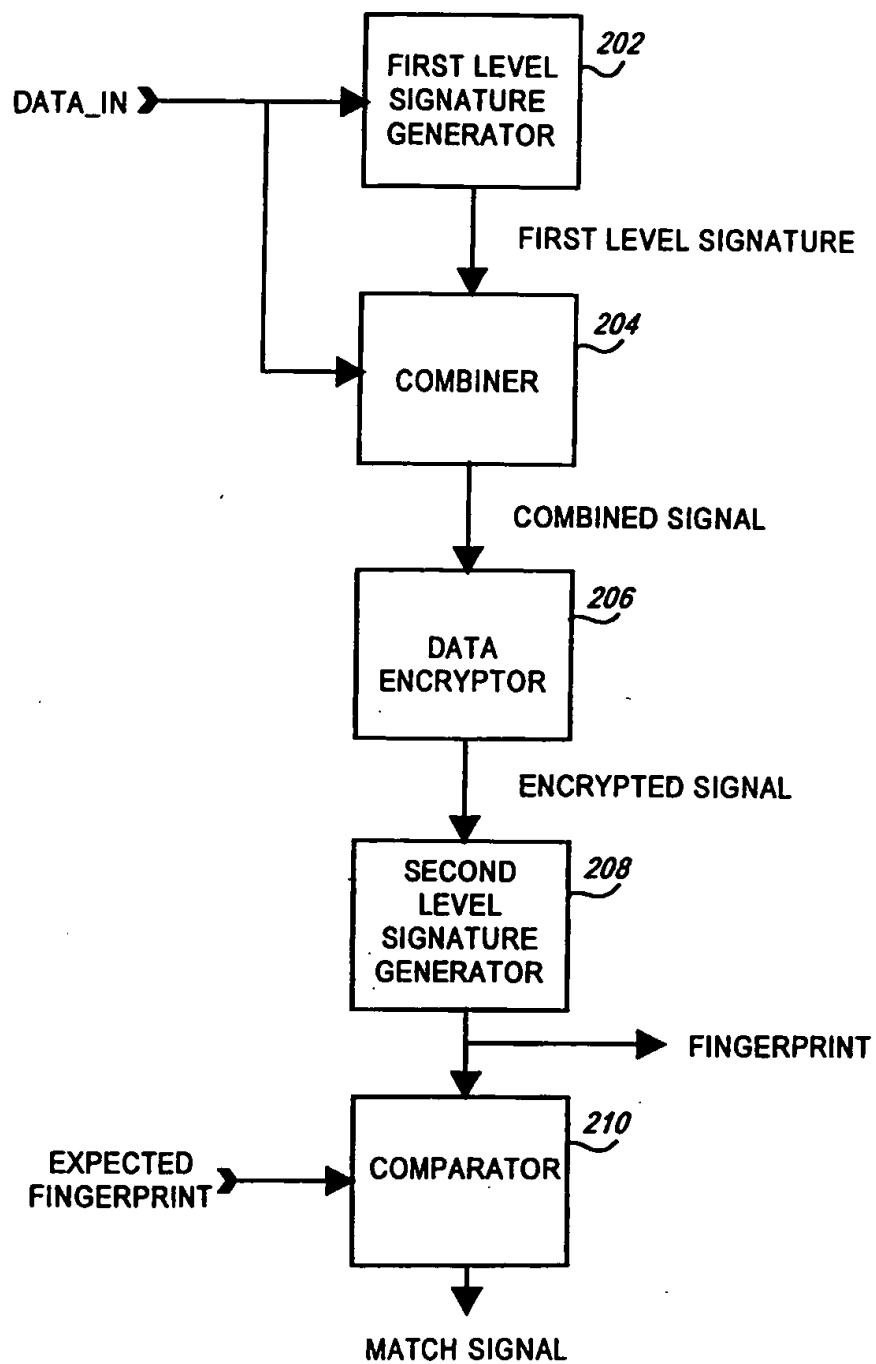 202
FIRST LEVEL
SIGNATURE
GENERATOR
DATA_IN
FIRST LEVEL SIGNATURE
204
COMBINER
COMBINED SIGNAL
206
DATA
ENCRYPTOR
ENCRYPTED SIGNAL
208
SECOND
LEVEL
SIGNATURE
GENERATOR
FINGERPRINT
210
COMPARATOR
EXPECTED
FINGERPRINT
MATCH SIGNAL